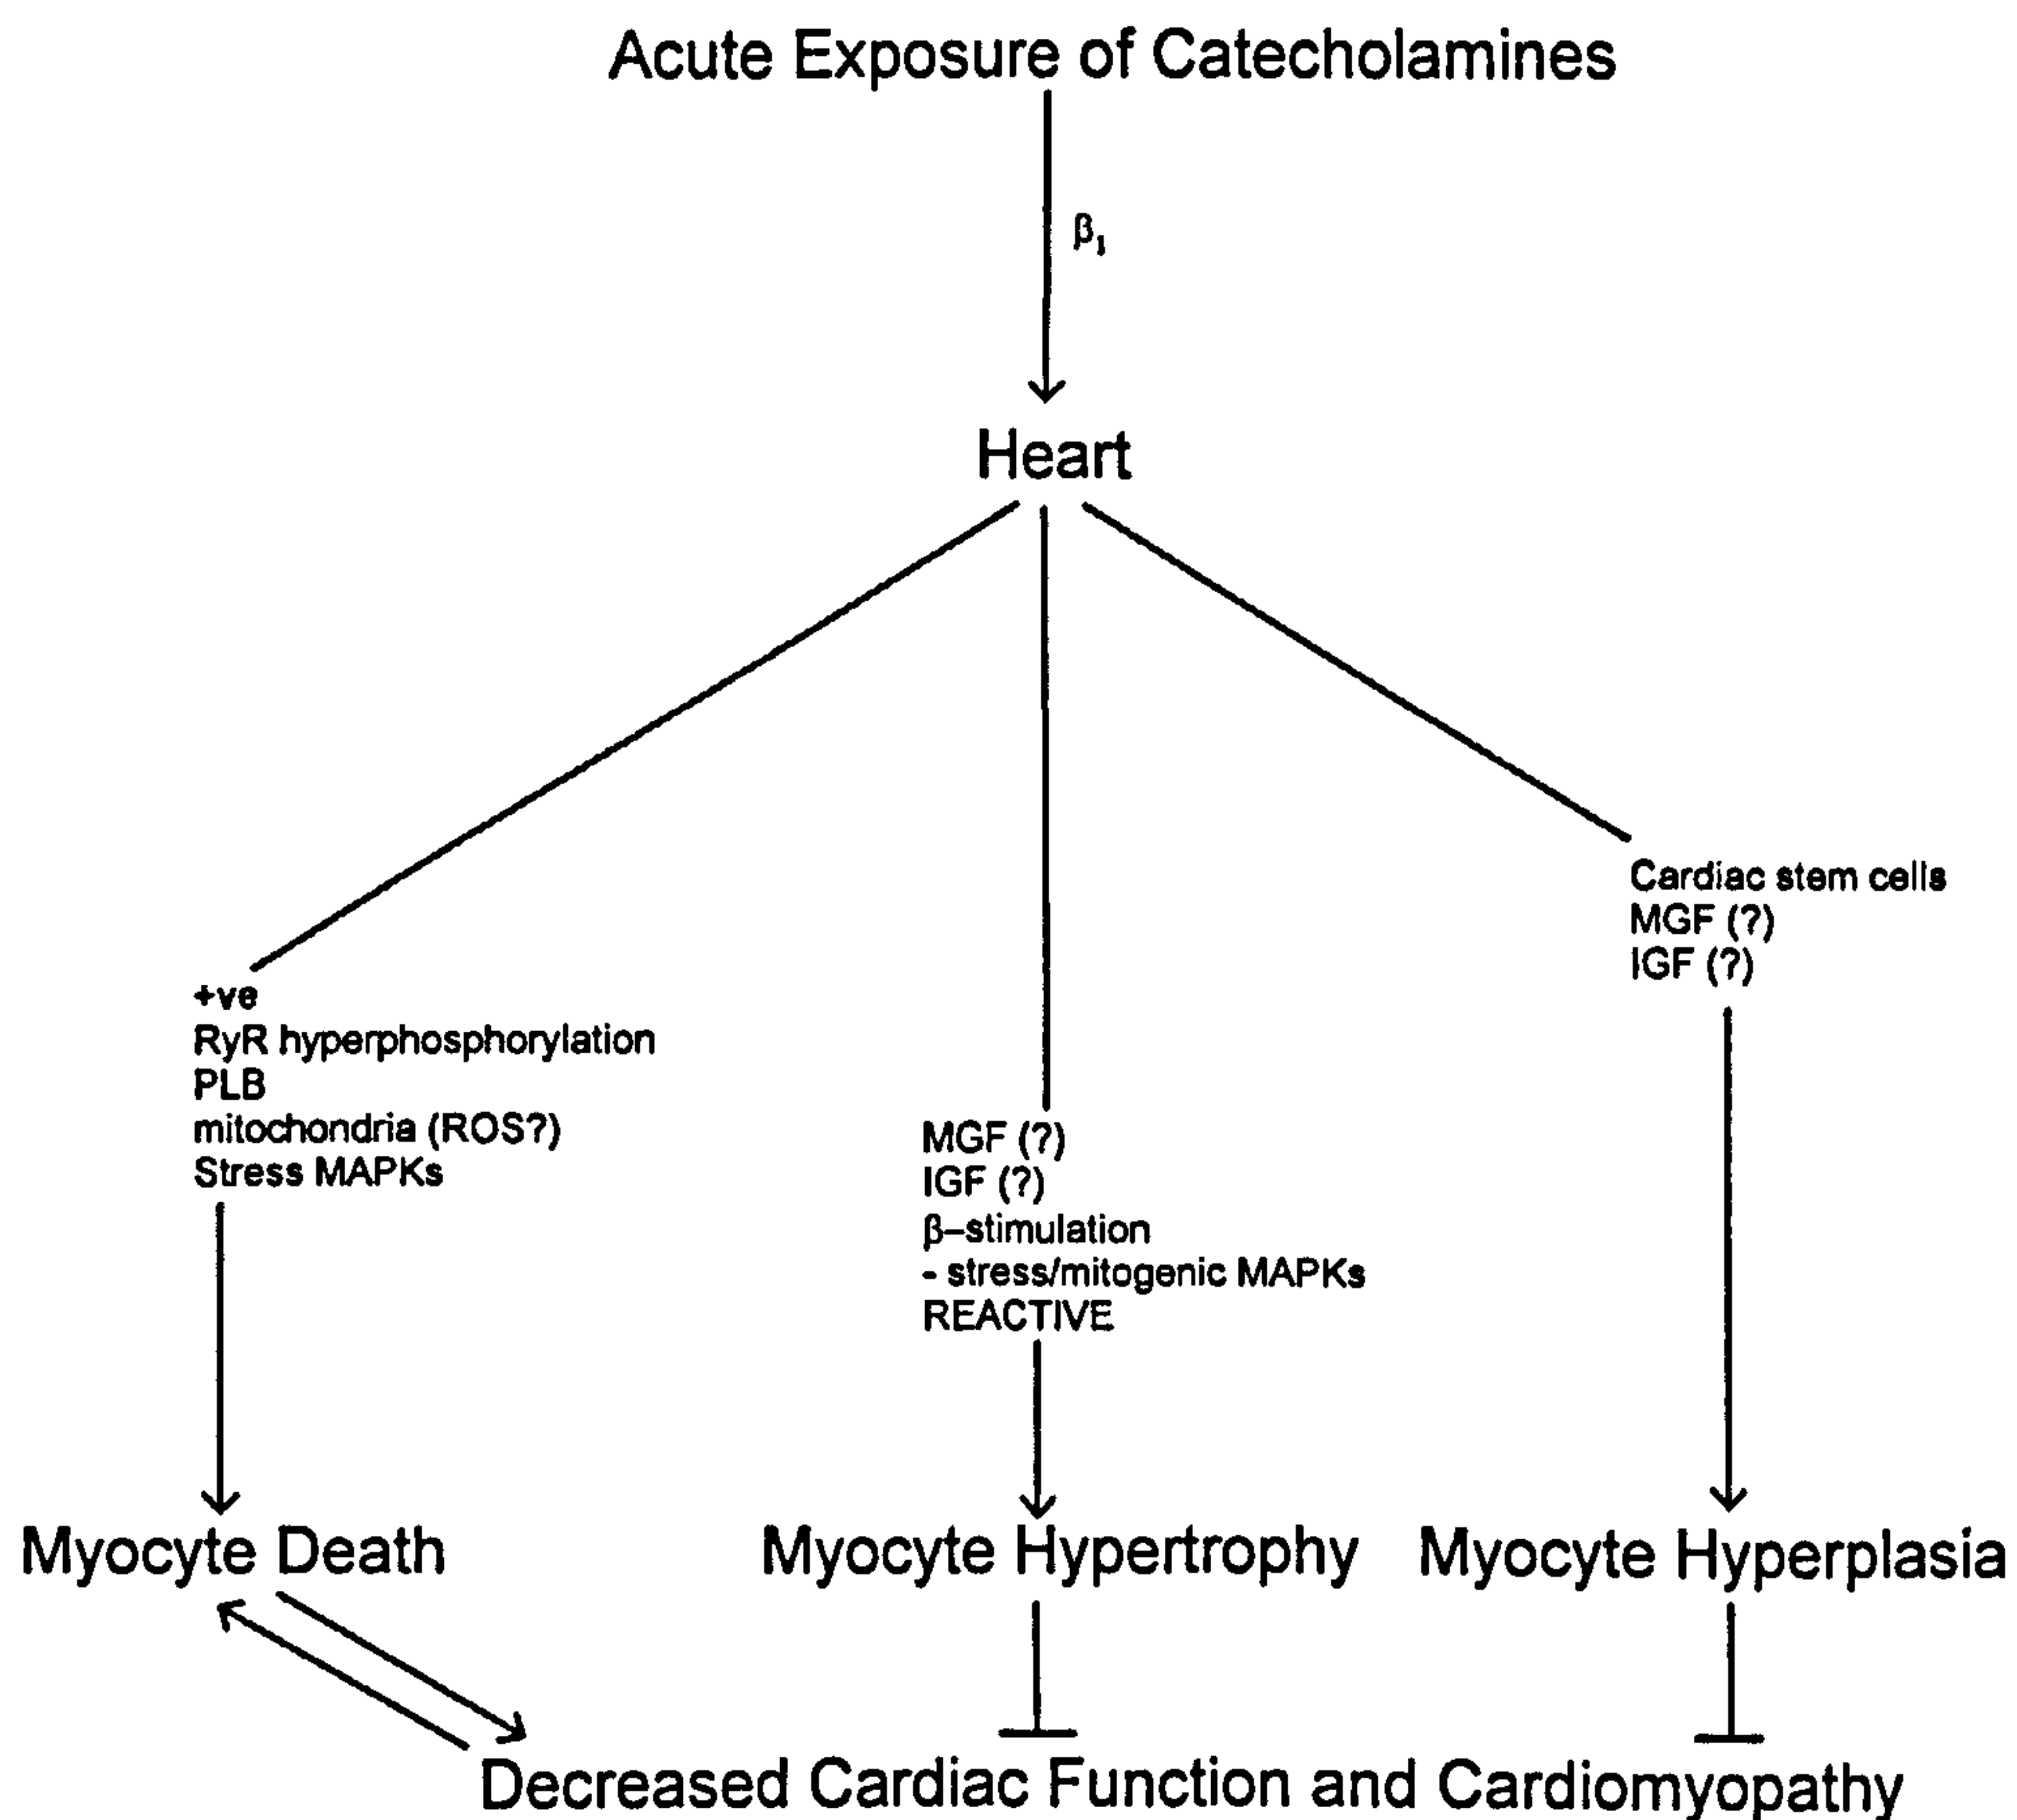 Acute Exposure of Catecholamines
β1
Heart
Cardiac stem cells
MGF (?)
IGF (?)
+ve
RyR hyperphosphorylation
PLB
mitochondria (ROS?)
Stress MAPKs
MGF (?)
IGF (?)
β–stimulation
- stress/mitogenic MAPKs
REACTIVE
Myocyte Death
Myocyte Hypertrophy
Myocyte Hyperplasia
Decreased Cardiac Function and Cardiomyopathy